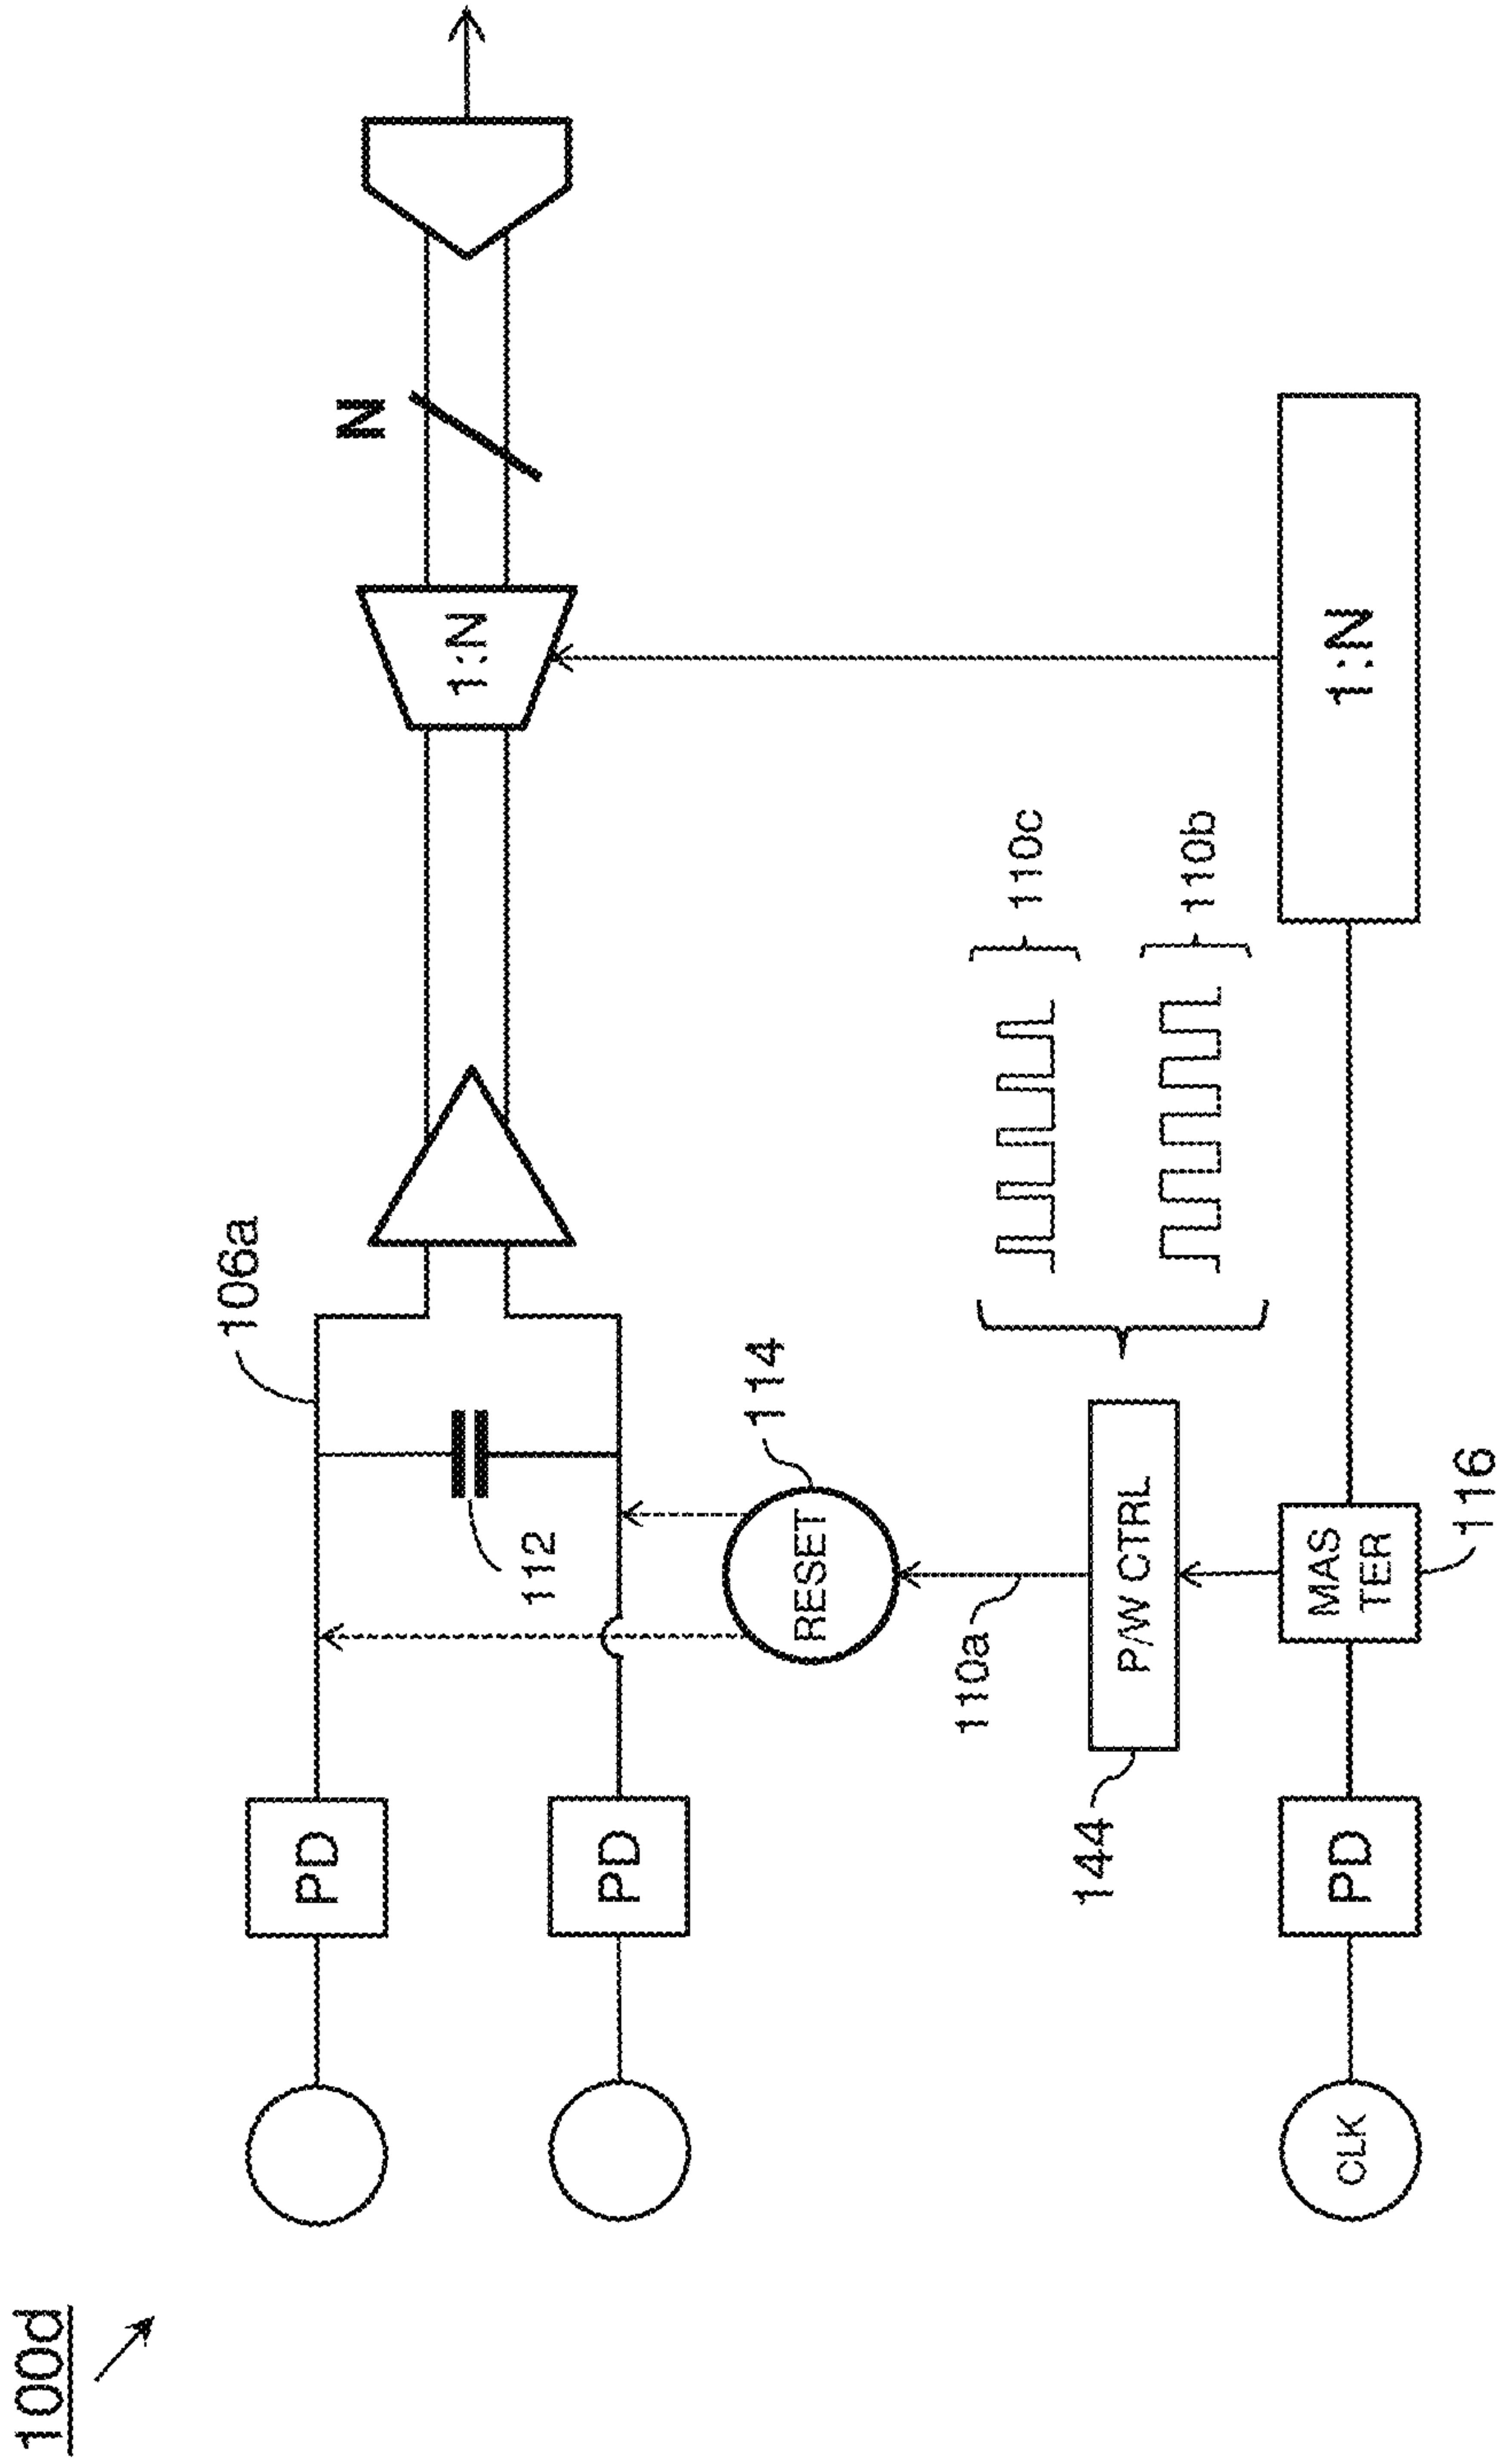 100d
N
1:N
106a
112
114
RESET
PD
PD
110c
110b
110a
P/W CTRL
144
1:N
MAS
TER
116
PD
CLK